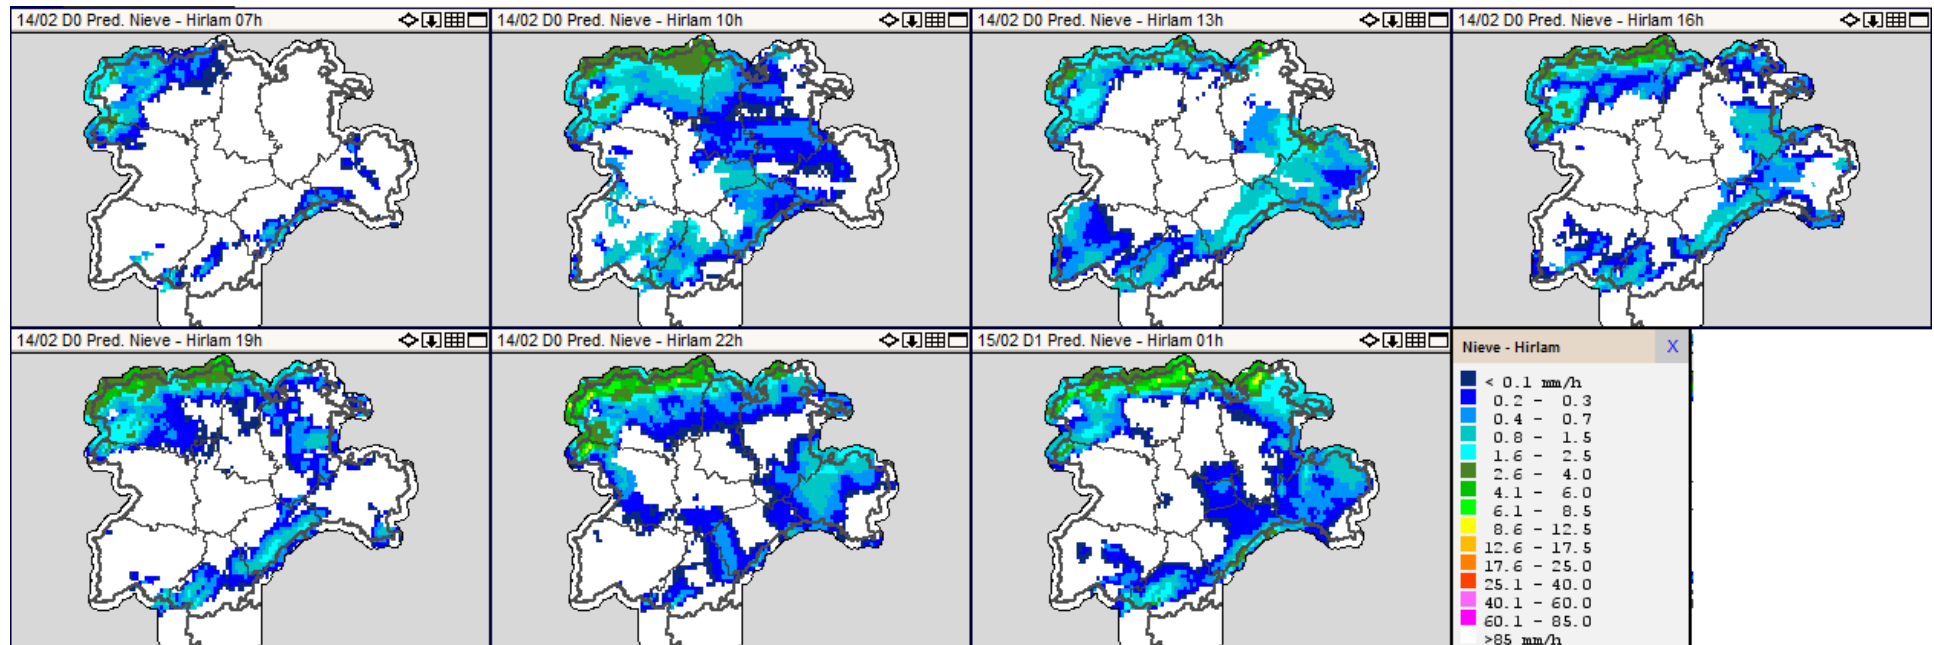 14/02 D0 Pred. Nieve - Hirlam 07h
14/02 D0 Pred. Nieve - Hirlam 10h
14/02 D0 Pred. Nieve - Hirlam 13h
14/02 D0 Pred. Nieve - Hirlam 16h
14/02 D0 Pred. Nieve - Hirlam 19h
14/02 D0 Pred. Nieve - Hirlam 22h
15/02 D1 Pred. Nieve - Hirlam 01h
Nieve - Hirlam X
< 0.1 mm/h
0.2 - 0.3
0.4 - 0.7
0.8 - 1.5
1.6 - 2.5
2.6 - 4.0
4.1 - 6.0
6.1 - 8.5
8.6 - 12.5
12.6 - 17.5
17.6 - 25.0
25.1 - 40.0
40.1 - 60.0
60.1 - 85.0
>85 mm/h